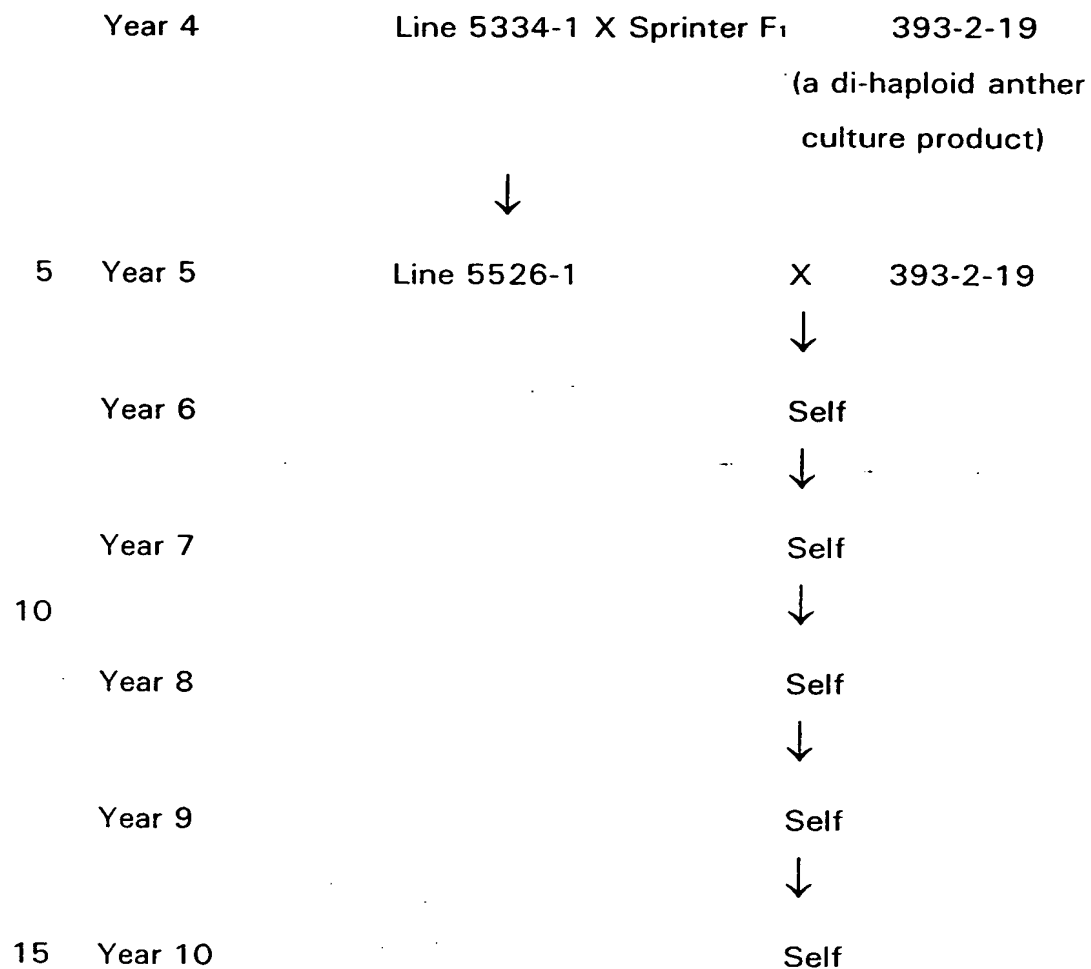 Year 4 Line 5334-1 X Sprinter F1 393-2-19
(a di-haploid anther
culture product)
↓
5 Year 5 Line 5526-1 X 393-2-19
↓
Year 6 Self
↓
Year 7 Self
10 ↓
Year 8 Self
↓
Year 9 Self
↓
15 Year 10 Self